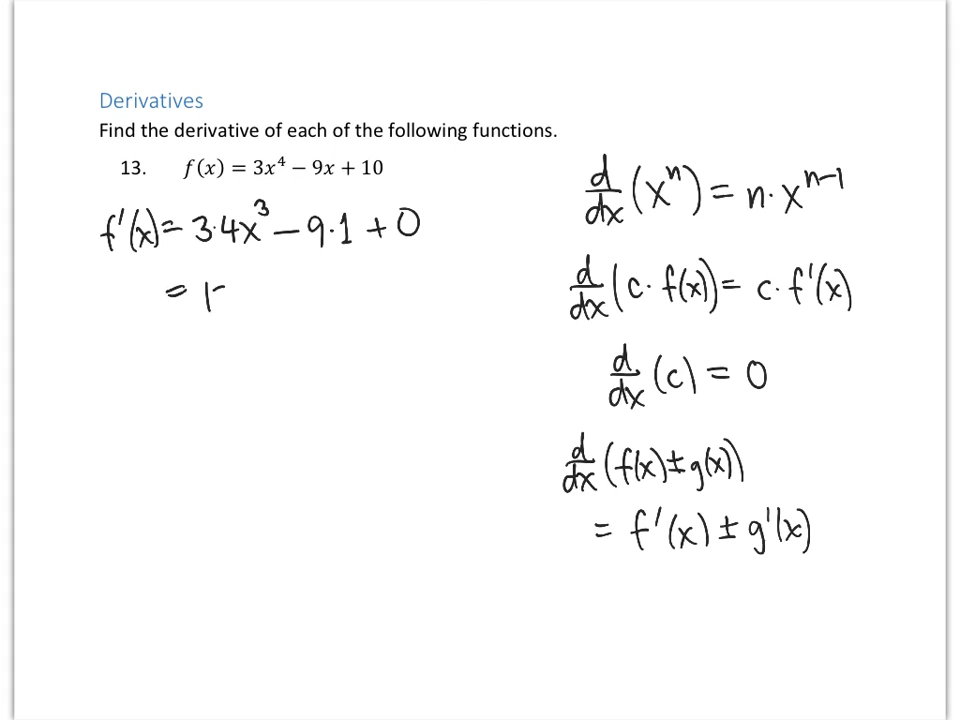 Derivatives
Find the derivative of each of the following functions.
13. f(x) = 3x⁴ − 9x + 10
f'(x) = 3·4x³ − 9·1 + 0
= 1
d/dx (xⁿ) = n·xⁿ⁻¹
d/dx (c·f(x)) = c·f'(x)
d/dx (c) = 0
d/dx (f(x) ± g(x))
= f'(x) ± g'(x)